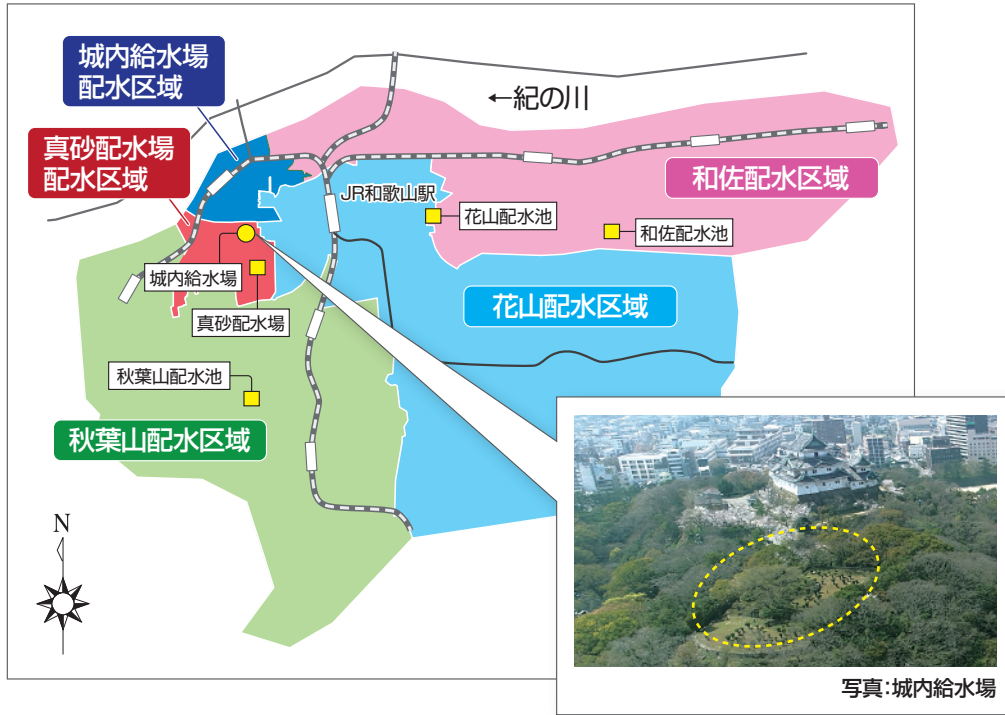 城内給水場
配水区域
真砂配水場
配水区域
←紀の川
和佐配水区域
JR和歌山駅
花山配水池
和佐配水池
城内給水場
真砂配水場
花山配水区域
秋葉山配水池
秋葉山配水区域
N
写真:城内給水場